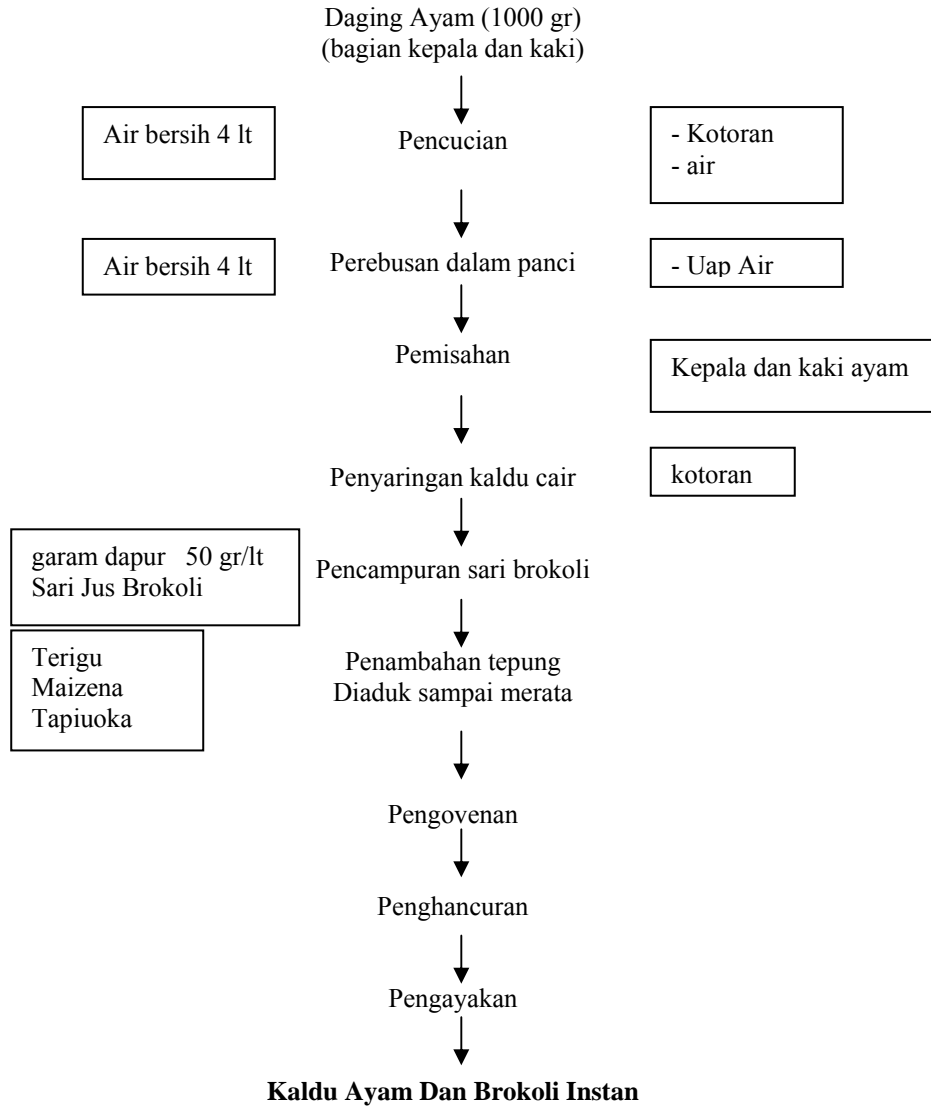 Daging Ayam (1000 gr)
(bagian kepala dan kaki)
Air bersih 4 lt
Pencucian
- Kotoran
- air
Air bersih 4 lt
Perebusan dalam panci
- Uap Air
Pemisahan
Kepala dan kaki ayam
Penyaringan kaldu cair
kotoran
garam dapur 50 gr/lt
Sari Jus Brokoli
Pencampuran sari brokoli
Terigu
Maizena
Tapiuoka
Penambahan tepung
Diaduk sampai merata
Pengovenan
Penghancuran
Pengayakan
Kaldu Ayam Dan Brokoli Instan